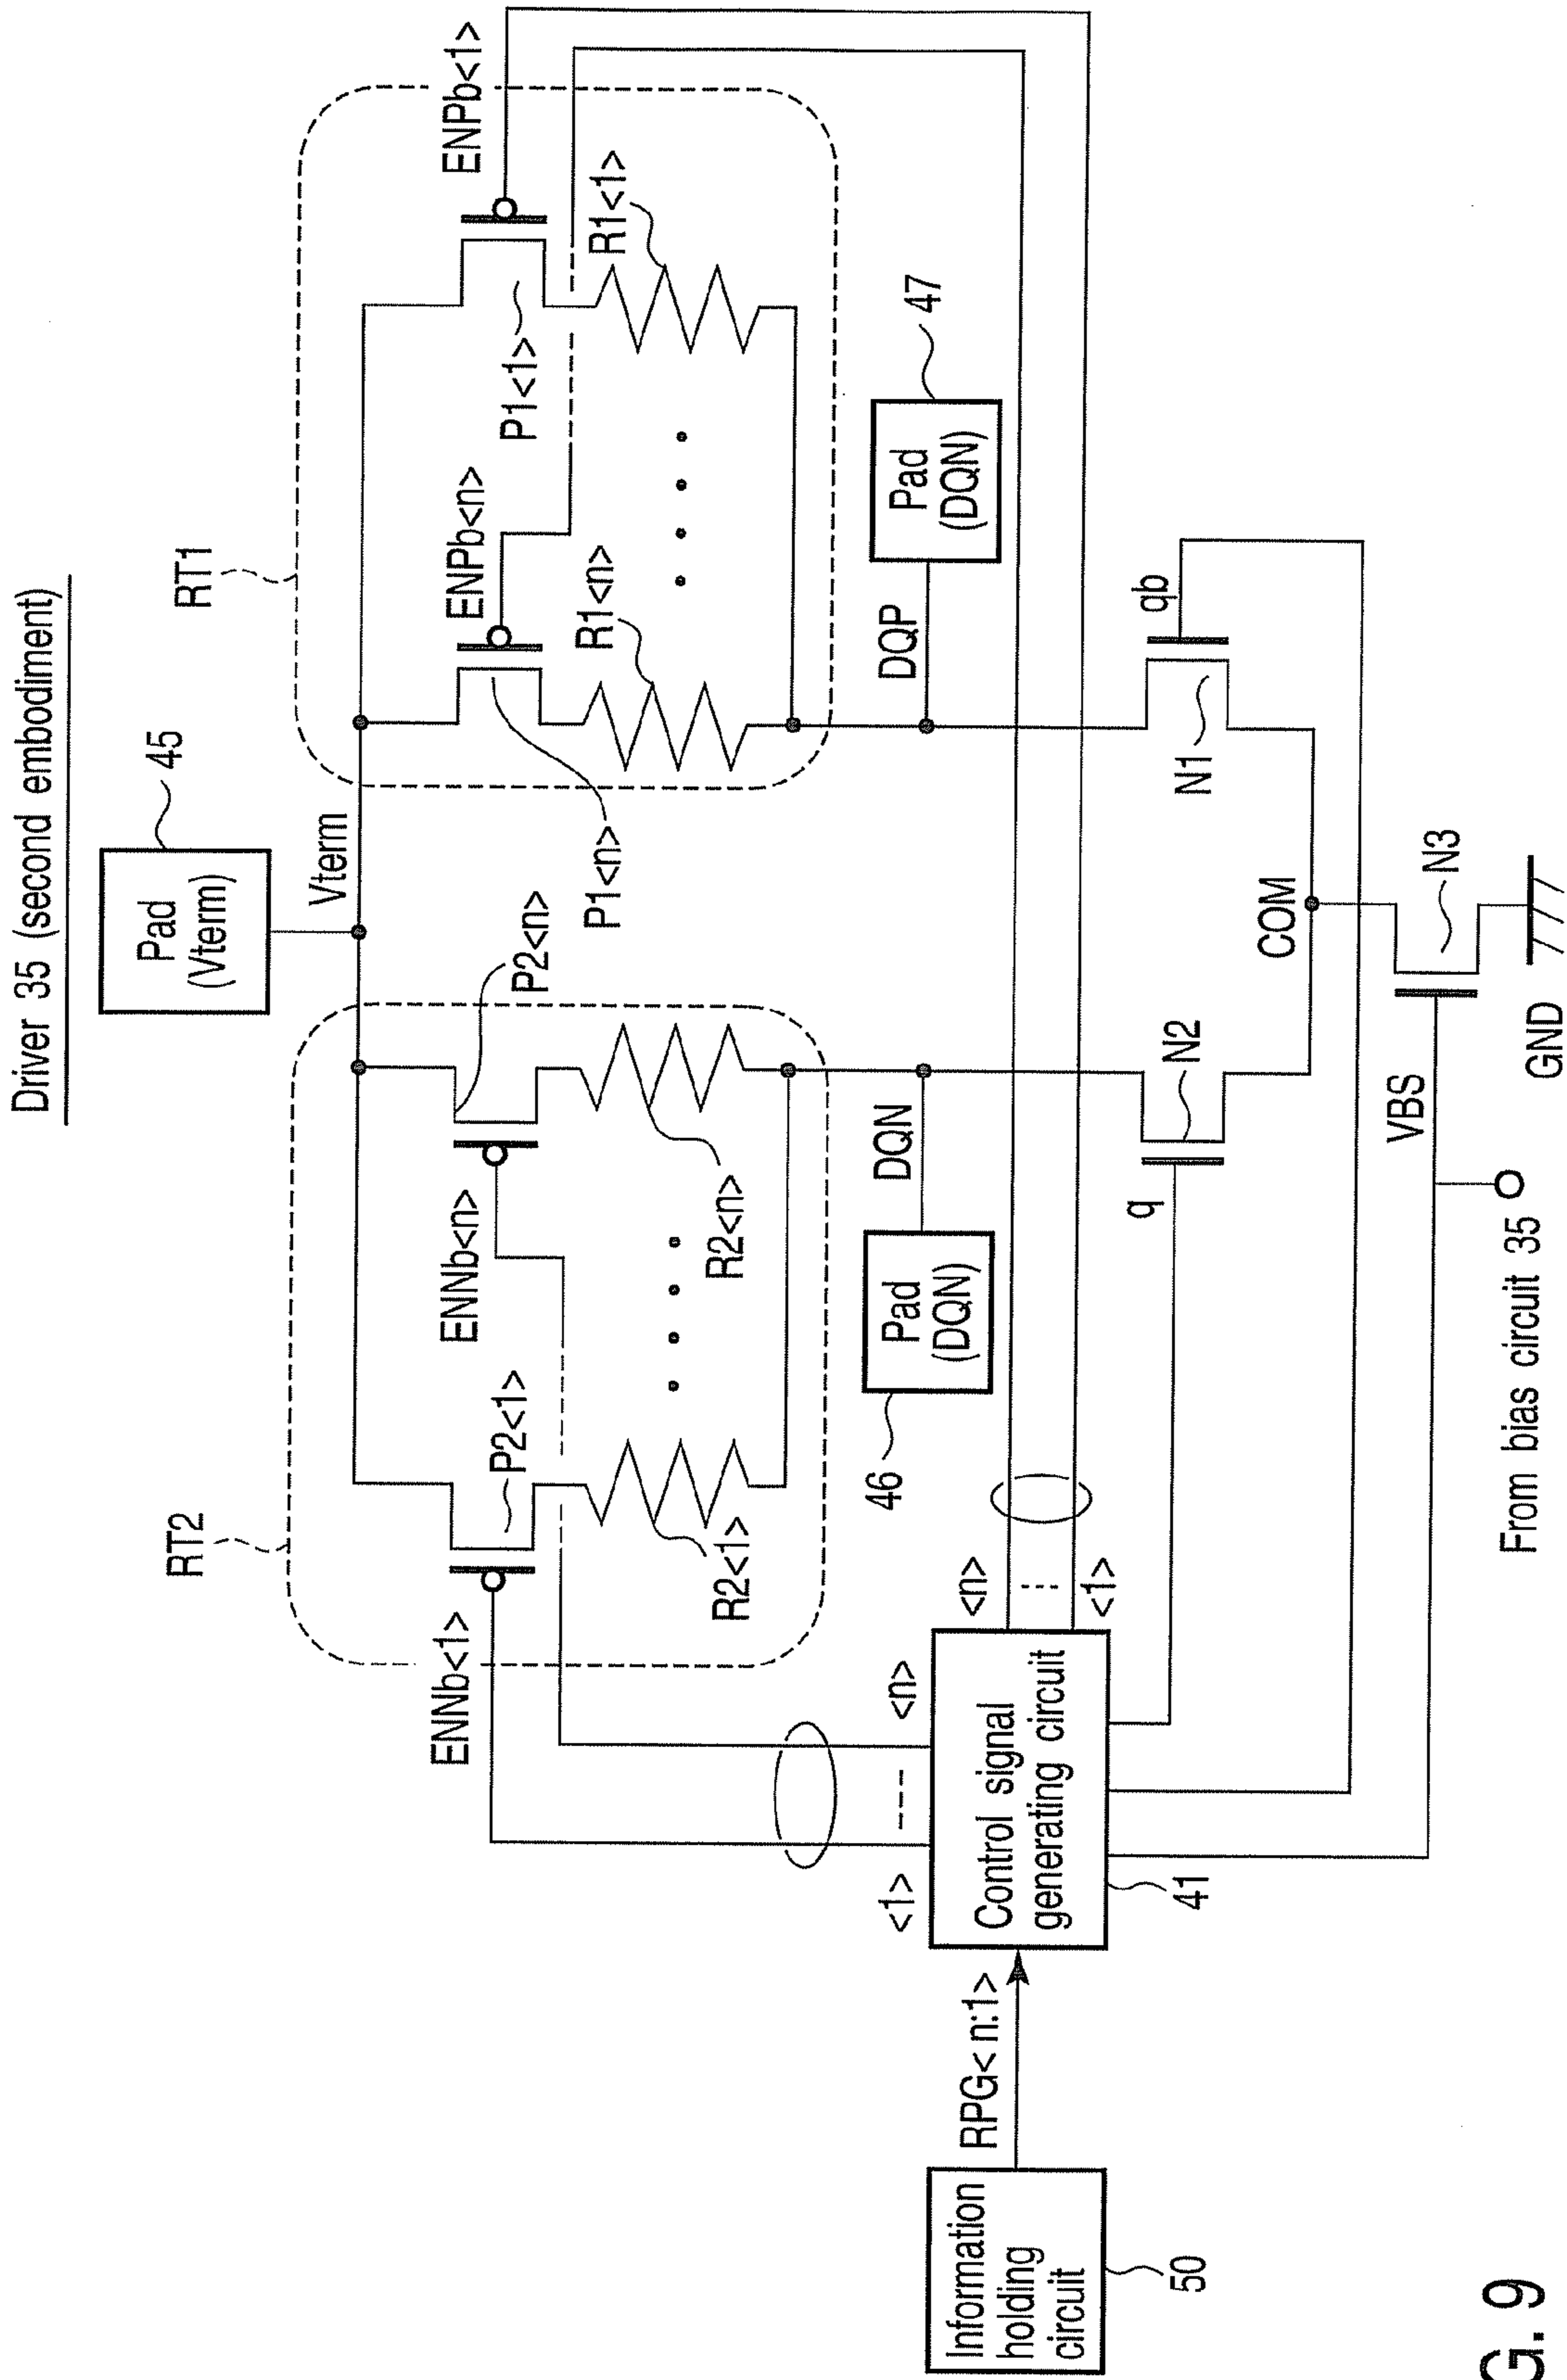 Driver 35 (second embodiment)
Pad
(Vterm)
45
Vterm
RT2
RT1
ENNb<1>
P2<1>
R2<1>
ENNb<n>
P2<n>
R2<n>
P1<n>
ENPb<n>
R1<n>
P1<1>
ENPb<1>
R1<1>
46
Pad
(DQN)
DQN
DQP
Pad
(DQN)
47
<1>
<n>
<n>
<1>
Information
holding
circuit
50
RPG<n:1>
Control signal
generating circuit
41
q
N2
N1
qb
COM
VBS
N3
From bias circuit 35
GND
G. 9